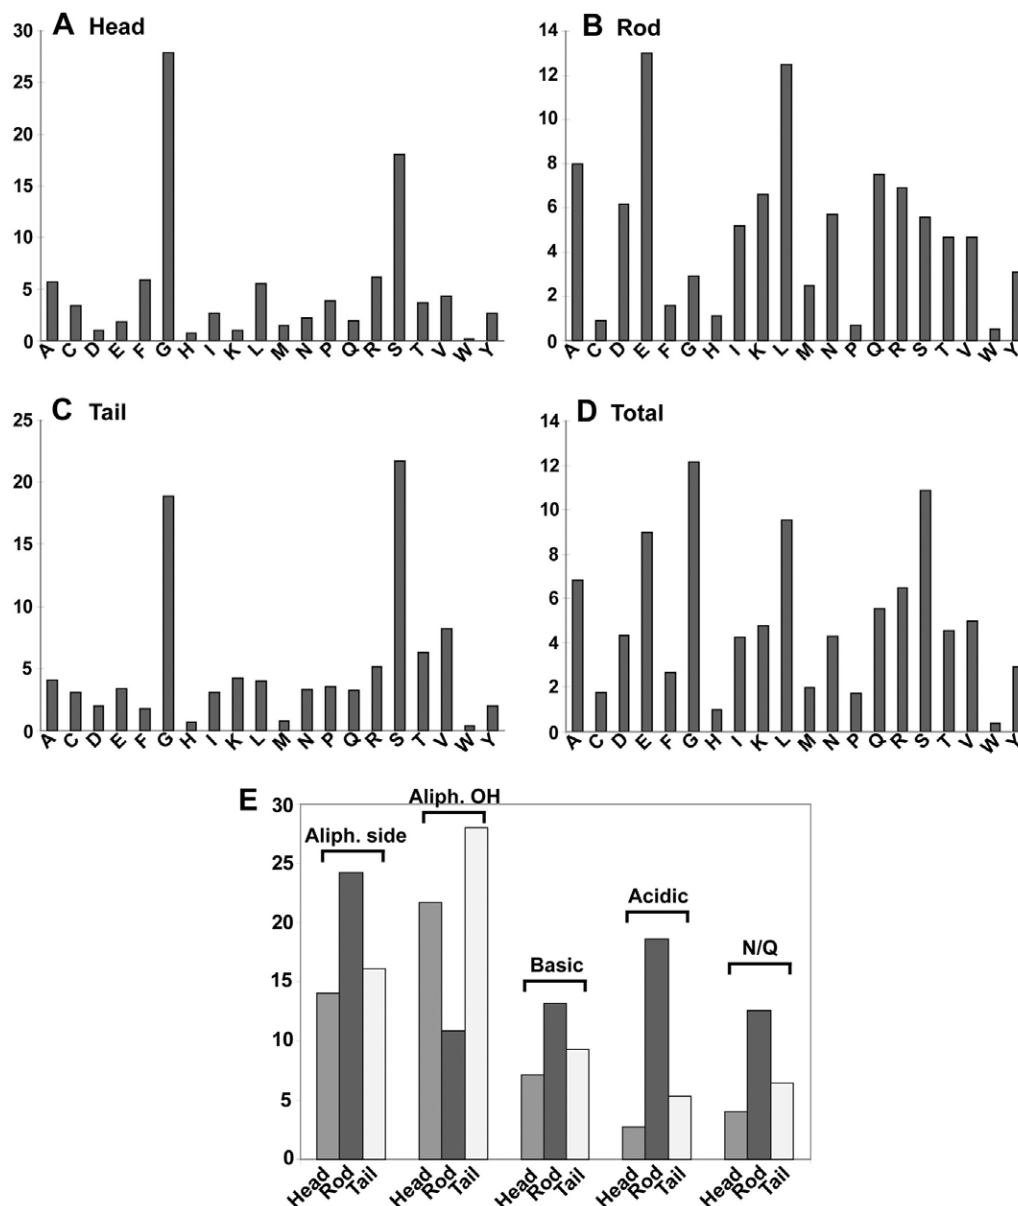 A Head
30
25
20
15
10
5
0
A C D E F G H I K L M N P Q R S T V W Y
B Rod
14
12
10
8
6
4
2
0
A C D E F G H I K L M N P Q R S T V W Y
C Tail
25
20
15
10
5
0
A C D E F G H I K L M N P Q R S T V W Y
D Total
14
12
10
8
6
4
2
0
A C D E F G H I K L M N P Q R S T V W Y
E
30
25
20
15
10
5
0
Aliph. side
Aliph. OH
Basic
Acidic
N/Q
Head Rod Tail Head Rod Tail Head Rod Tail Head Rod Tail Head Rod Tail